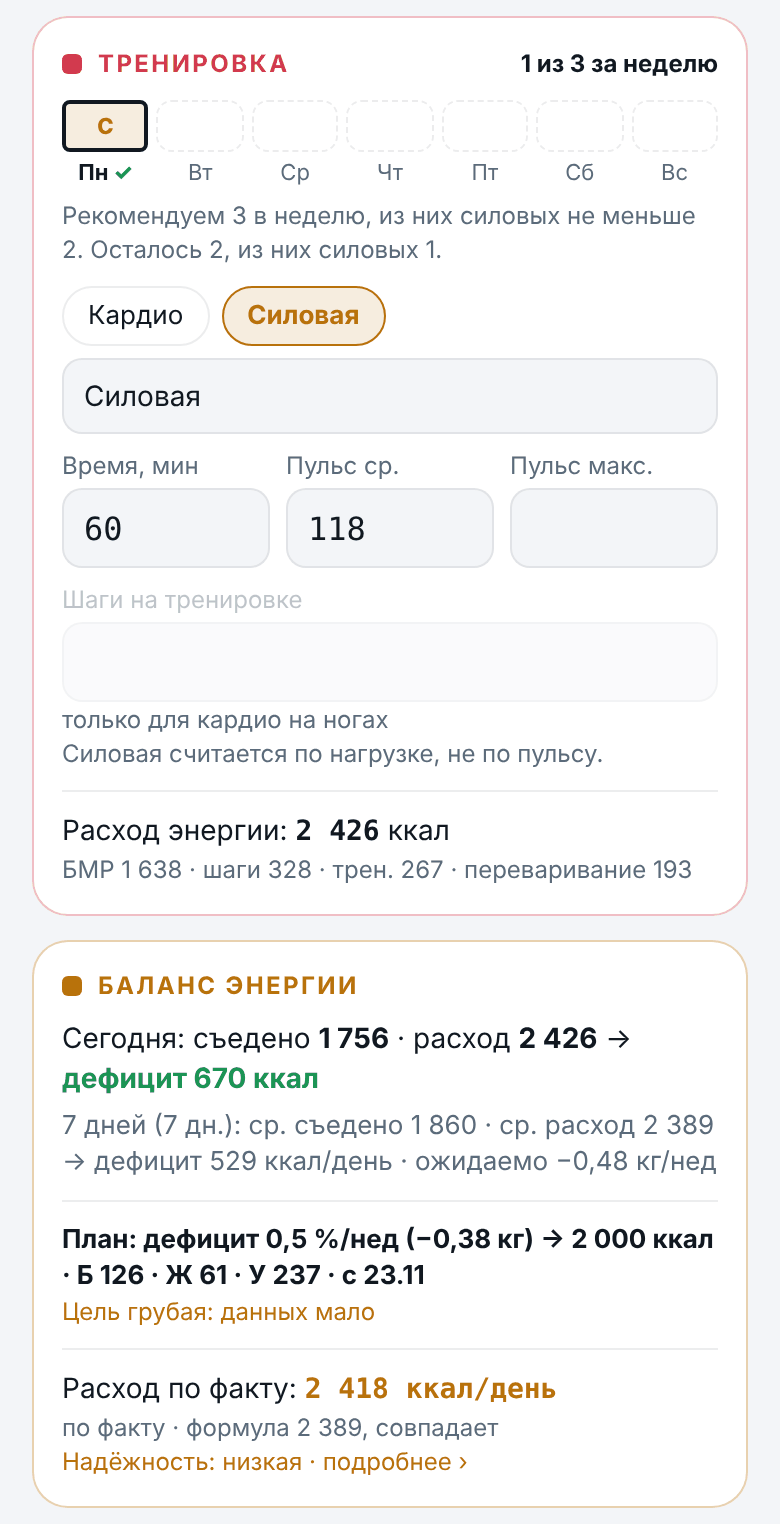 ТРЕНИРОВКА 1 из 3 за неделю
С
Пн ✓ Вт Ср Чт Пт Сб Вс
Рекомендуем 3 в неделю, из них силовых не меньше
2. Осталось 2, из них силовых 1.
Кардио Силовая
Силовая
Время, мин Пульс ср. Пульс макс.
60 118
Шаги на тренировке
только для кардио на ногах
Силовая считается по нагрузке, не по пульсу.
Расход энергии: 2 426 ккал
БМР 1 638 · шаги 328 · трен. 267 · переваривание 193
БАЛАНС ЭНЕРГИИ
Сегодня: съедено 1 756 · расход 2 426 →
дефицит 670 ккал
7 дней (7 дн.): ср. съедено 1 860 · ср. расход 2 389
→ дефицит 529 ккал/день · ожидаемо −0,48 кг/нед
План: дефицит 0,5 %/нед (−0,38 кг) → 2 000 ккал
· Б 126 · Ж 61 · У 237 · с 23.11
Цель грубая: данных мало
Расход по факту: 2 418 ккал/день
по факту · формула 2 389, совпадает
Надёжность: низкая · подробнее ›